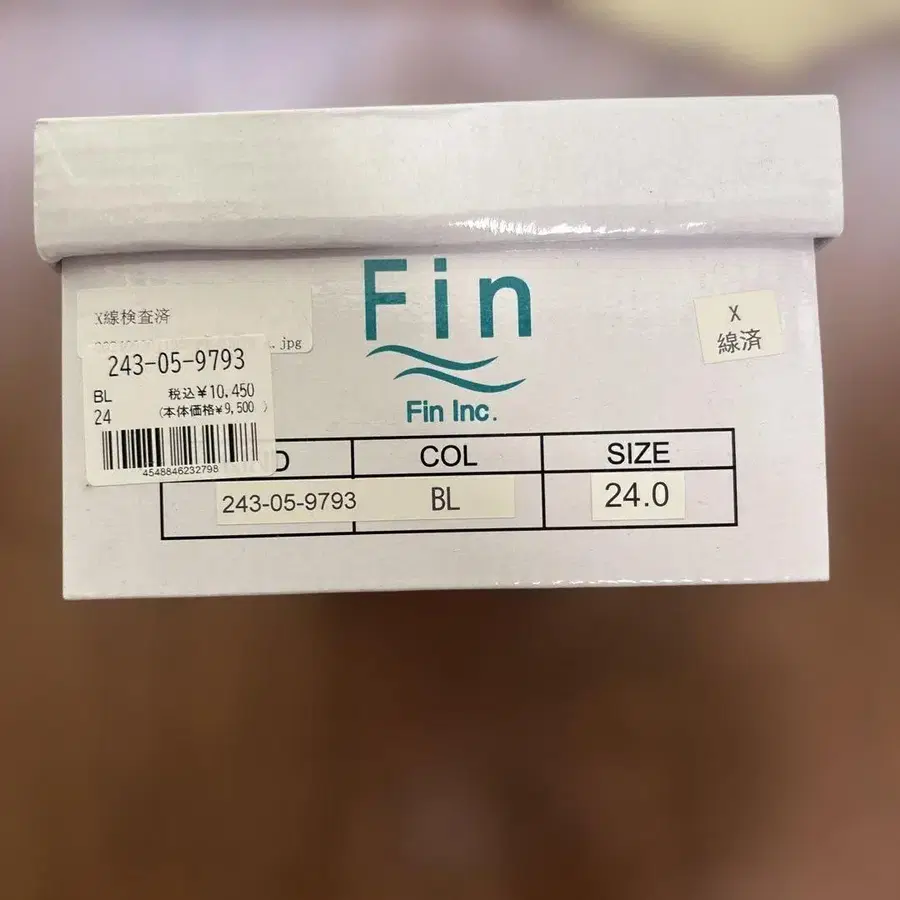 Fin
Fin Inc.
X線検査済
.jpg
243-05-9793
BL
税込¥10,450
24
(本体価格¥9,500)
4548846232798
X
線済
COL
SIZE
243-05-9793
BL
24.0